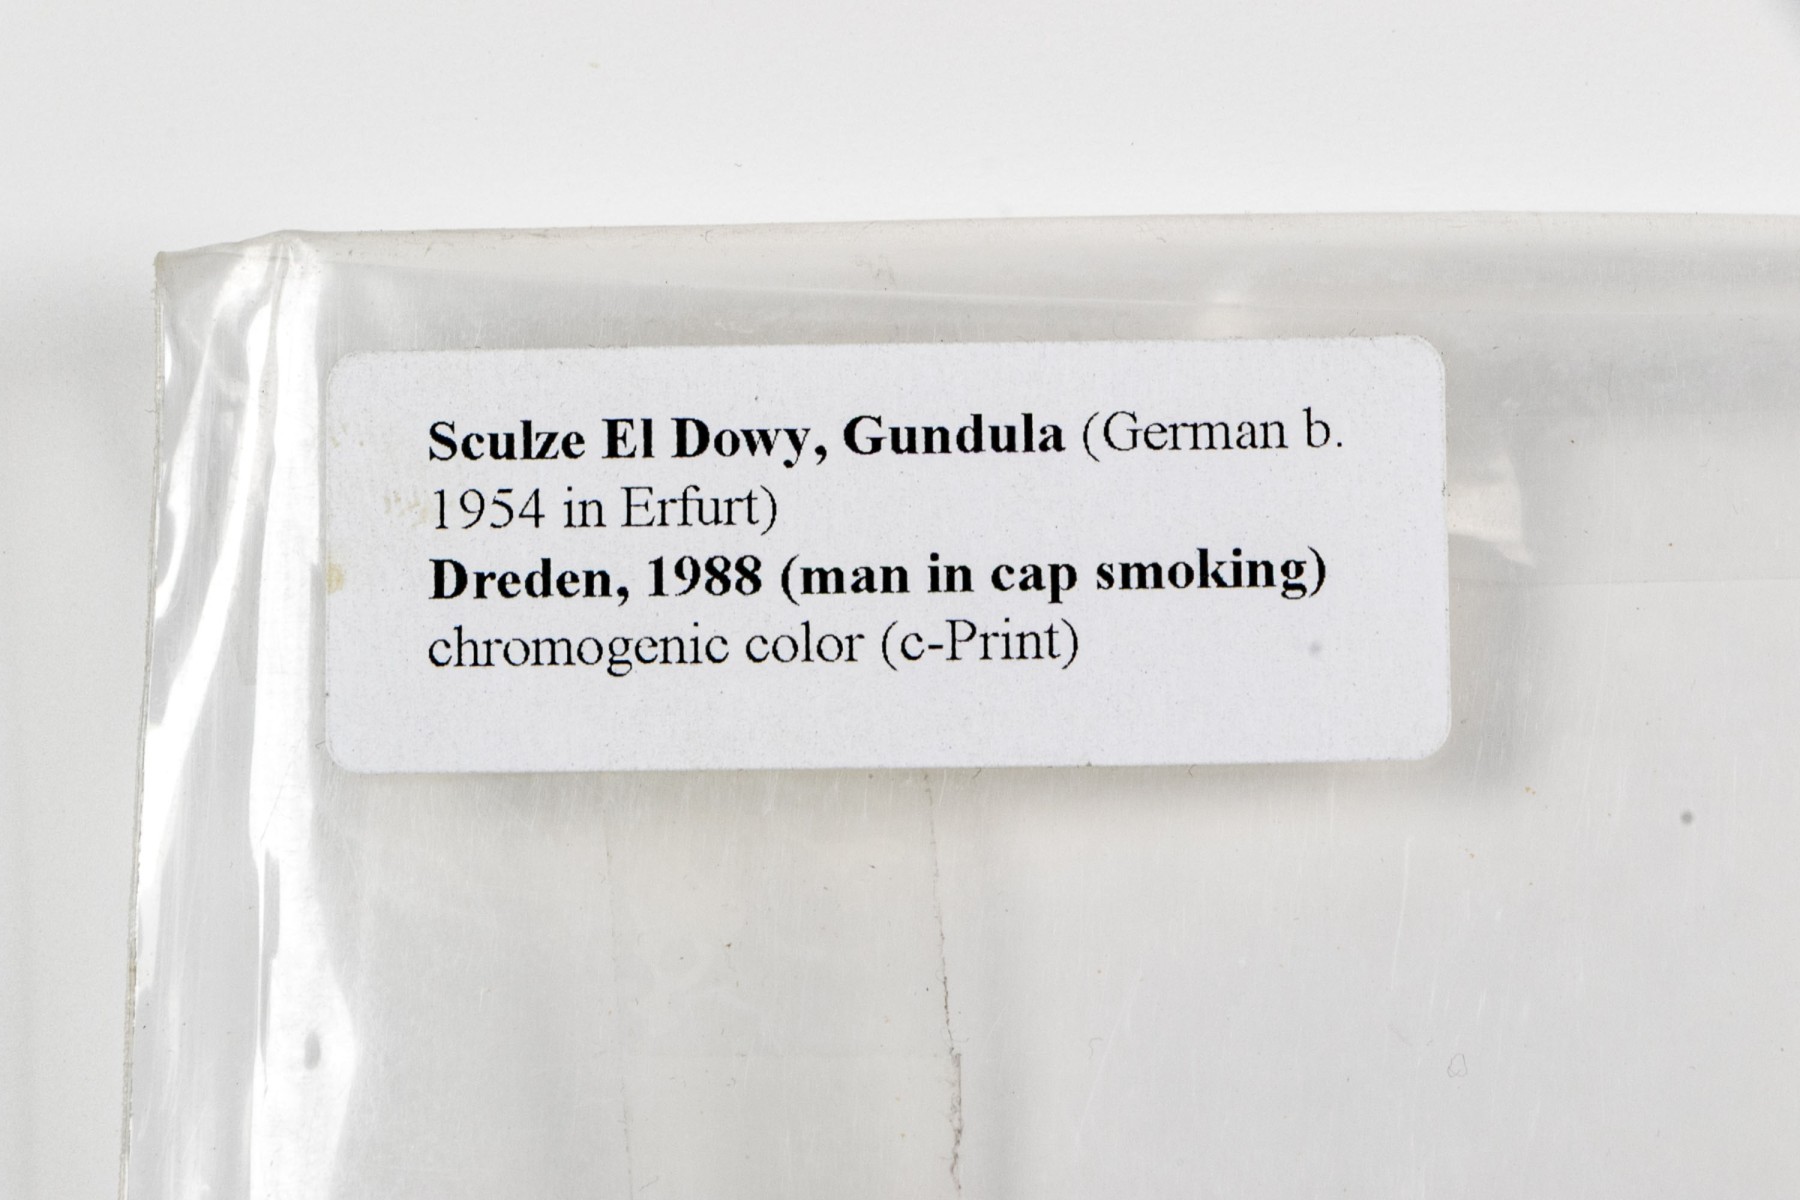 Sculze El Dowy, Gundula (German b.
1954 in Erfurt)
Dreden, 1988 (man in cap smoking)
chromogenic color (c-Print)